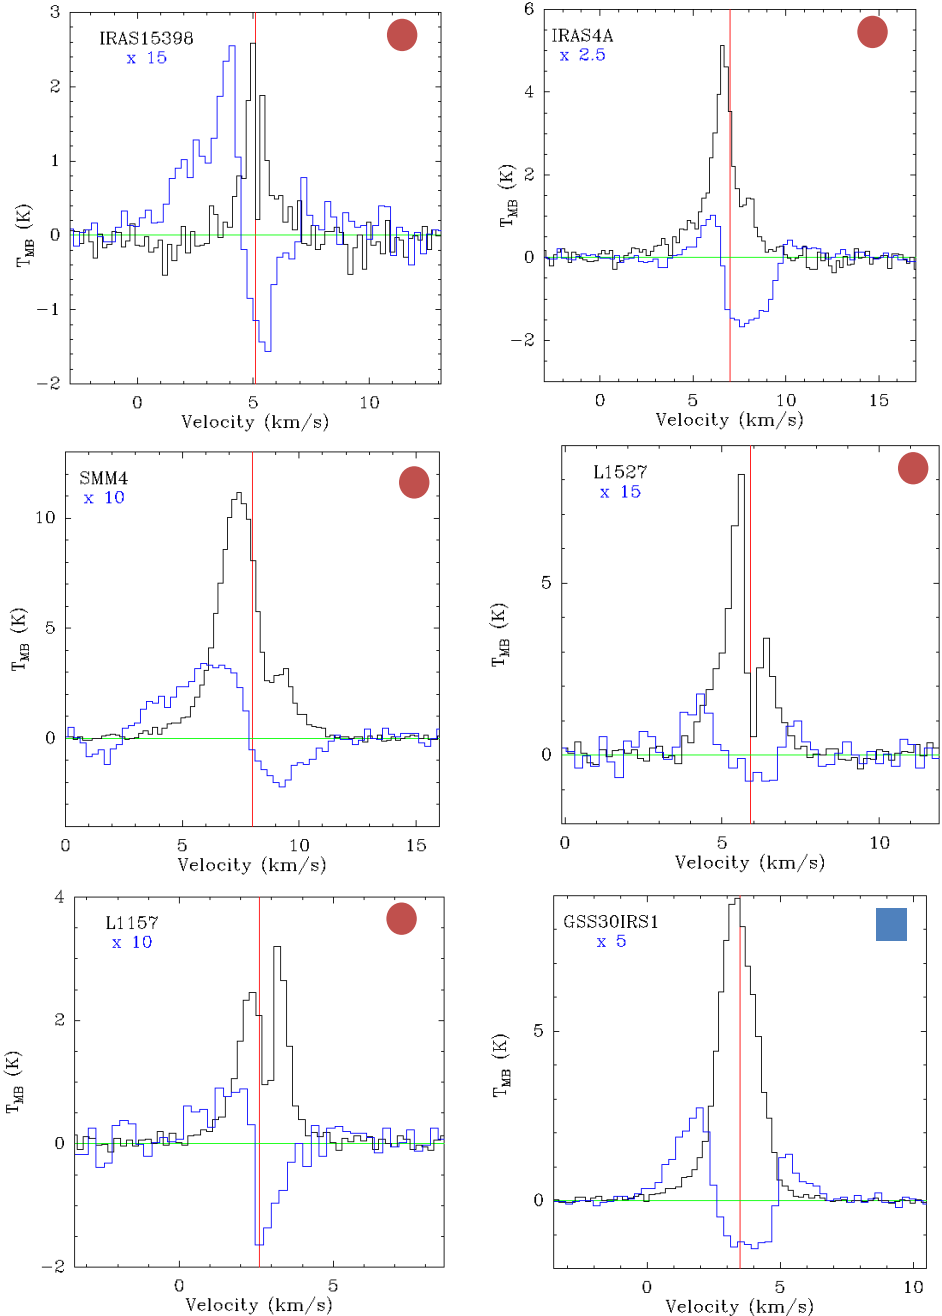 IRAS15398
x 15
3
2
1
0
−1
−2
T_MB (K)
0
5
10
Velocity (km/s)
IRAS4A
x 2.5
6
4
2
0
−2
T_MB (K)
0
5
10
15
Velocity (km/s)
SMM4
x 10
10
5
0
T_MB (K)
0
5
10
15
Velocity (km/s)
L1527
x 15
5
0
T_MB (K)
0
5
10
Velocity (km/s)
L1157
x 10
4
2
0
−2
T_MB (K)
0
5
Velocity (km/s)
GSS30IRS1
x 5
5
0
T_MB (K)
0
5
10
Velocity (km/s)